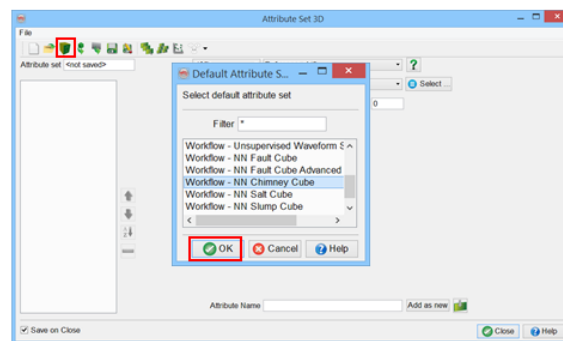 Attribute Set 3D
File
Attribute set <not saved>
Default Attribute S...
Select default attribute set
Select ...
Filter *
0
Workflow - Unsupervised Waveform S
Workflow - NN Fault Cube
Workflow - NN Fault Cube Advanced
Workflow - NN Chimney Cube
Workflow - NN Salt Cube
Workflow - NN Slump Cube
OK
Cancel
Help
Attribute Name
Add as new
Save on Close
Close
Help